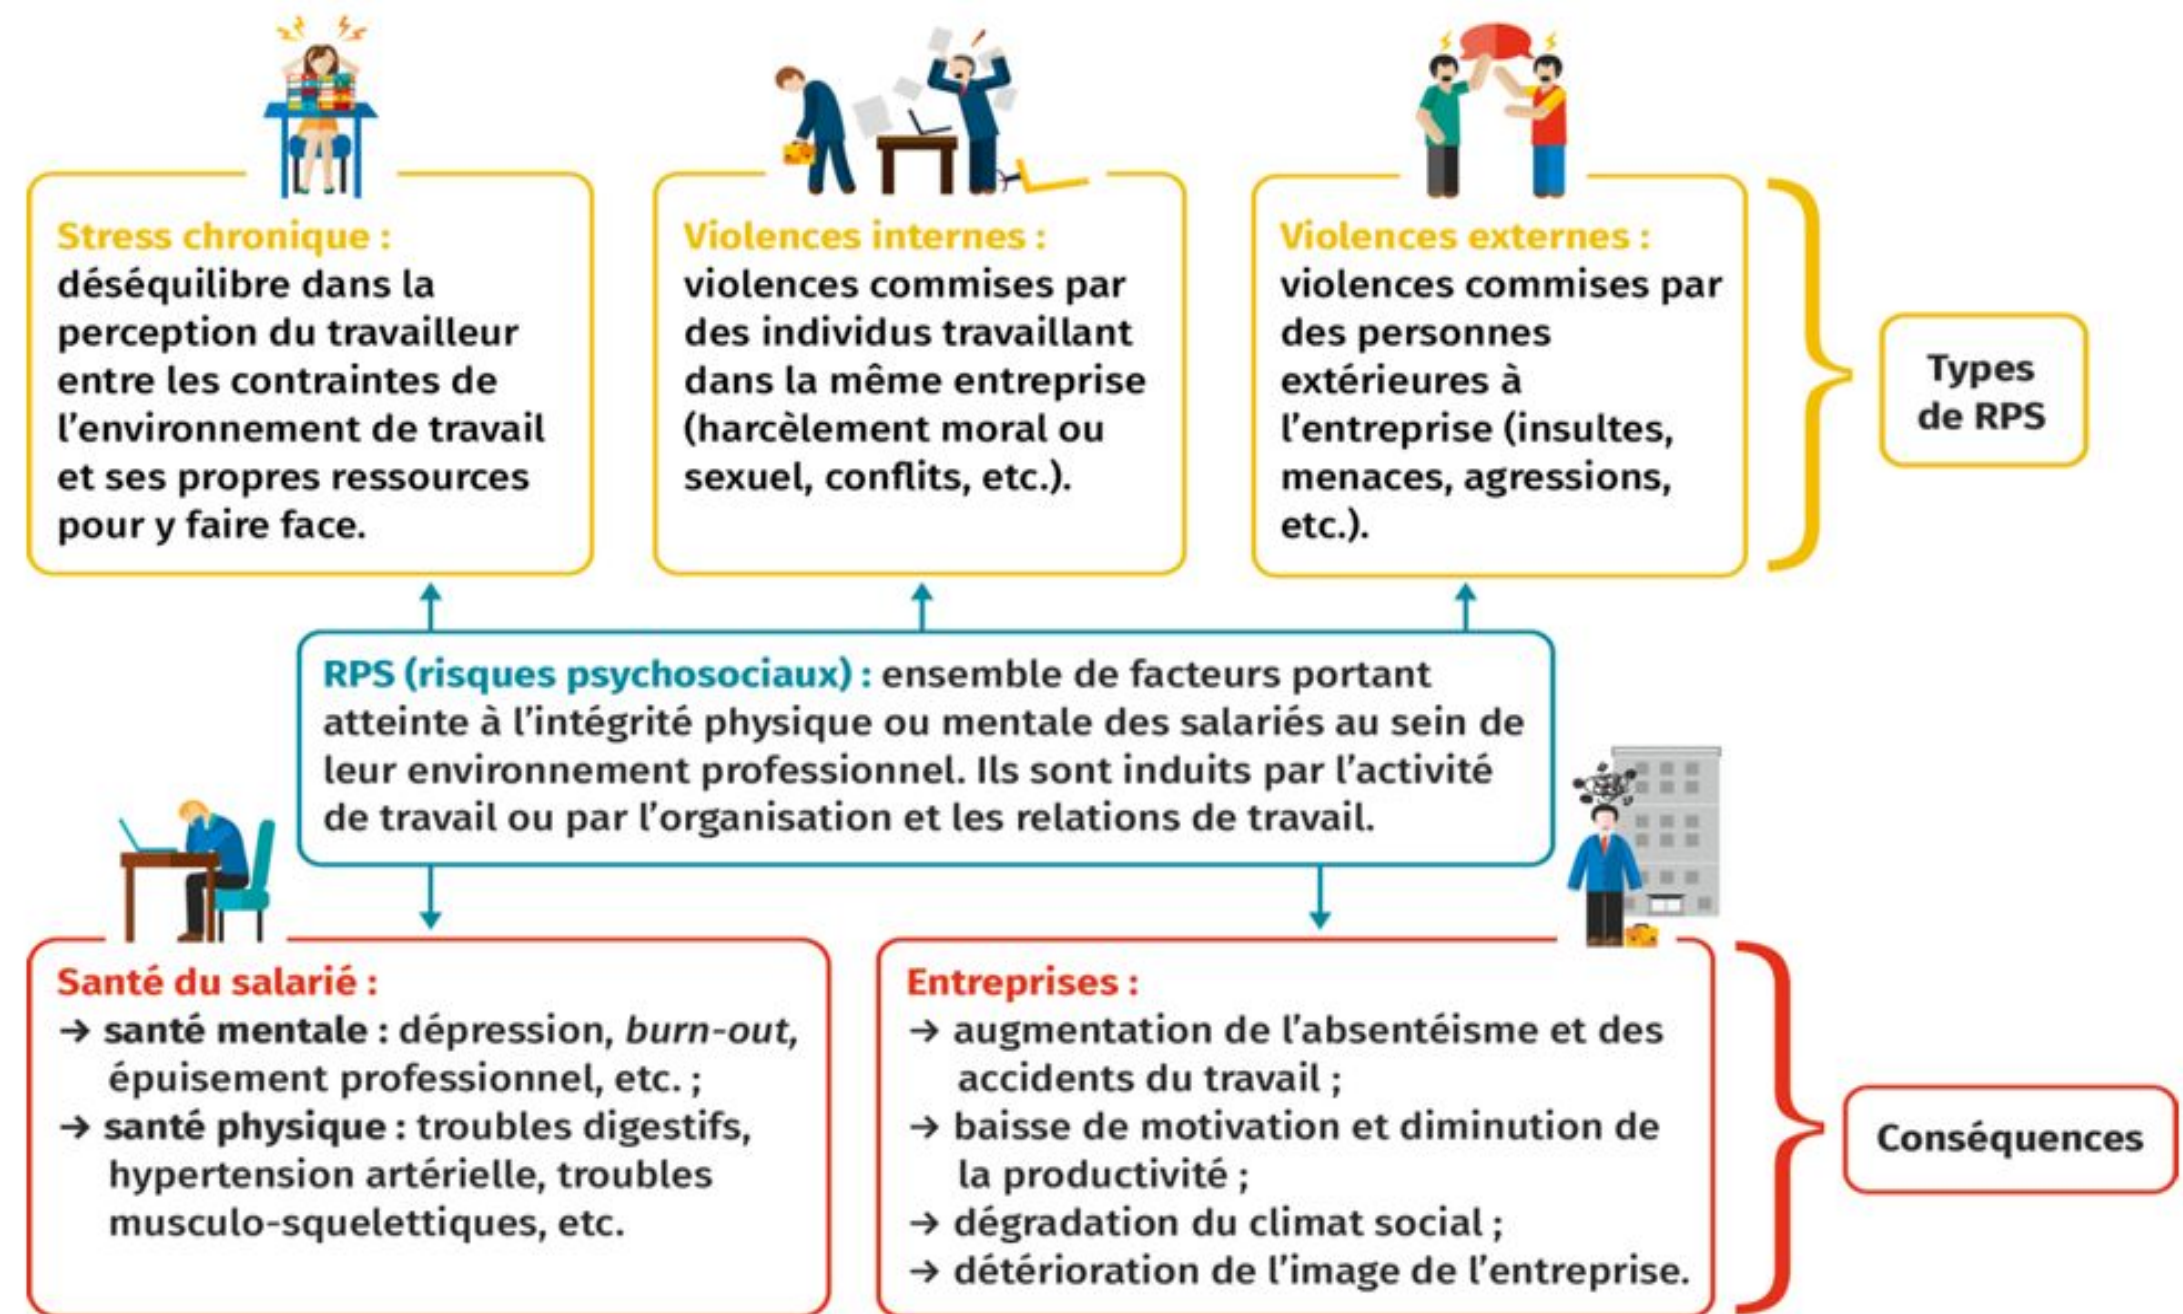 Stress chronique :
déséquilibre dans la
perception du travailleur
entre les contraintes de
l'environnement de travail
et ses propres ressources
pour y faire face.
Violences internes :
violences commises par
des individus travaillant
dans la même entreprise
(harcèlement moral ou
sexuel, conflits, etc.).
Violences externes :
violences commises par
des personnes
extérieures à
l'entreprise (insultes,
menaces, agressions,
etc.).
Types
de RPS
RPS (risques psychosociaux) : ensemble de facteurs portant
atteinte à l'intégrité physique ou mentale des salariés au sein de
leur environnement professionnel. Ils sont induits par l'activité
de travail ou par l'organisation et les relations de travail.
Santé du salarié :
→ santé mentale : dépression, burn-out,
épuisement professionnel, etc. ;
→ santé physique : troubles digestifs,
hypertension artérielle, troubles
musculo-squelettiques, etc.
Entreprises :
→ augmentation de l'absentéisme et des
accidents du travail ;
→ baisse de motivation et diminution de
la productivité ;
→ dégradation du climat social ;
→ détérioration de l'image de l'entreprise.
Conséquences